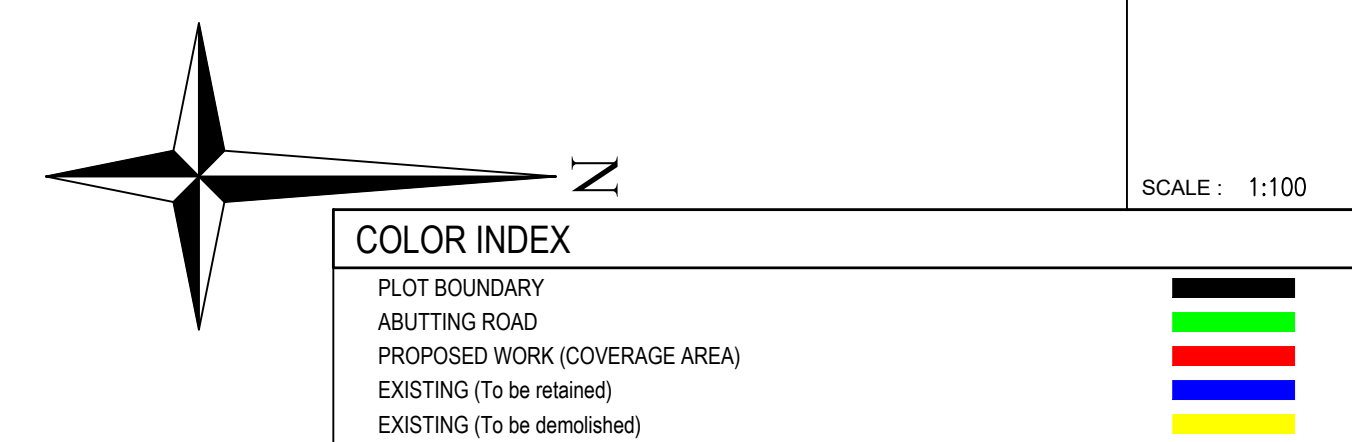 N
SCALE : 1:100
COLOR INDEX
PLOT BOUNDARY
ABUTTING ROAD
PROPOSED WORK (COVERAGE AREA)
EXISTING (To be retained)
EXISTING (To be demolished)